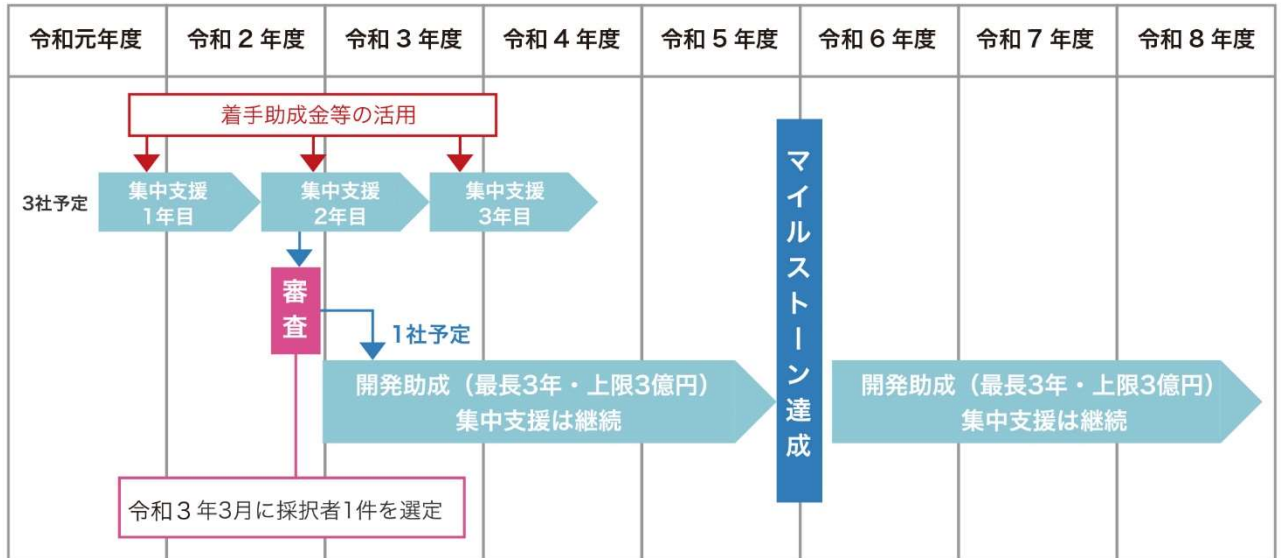 令和元年度
令和2年度
令和3年度
令和4年度
令和5年度
令和6年度
令和7年度
令和8年度
着手助成金等の活用
3社予定
集中支援
1年目
集中支援
2年目
集中支援
3年目
審査
1社予定
開発助成（最長3年・上限3億円）
集中支援は継続
マイルストーン達成
開発助成（最長3年・上限3億円）
集中支援は継続
令和3年3月に採択者1件を選定